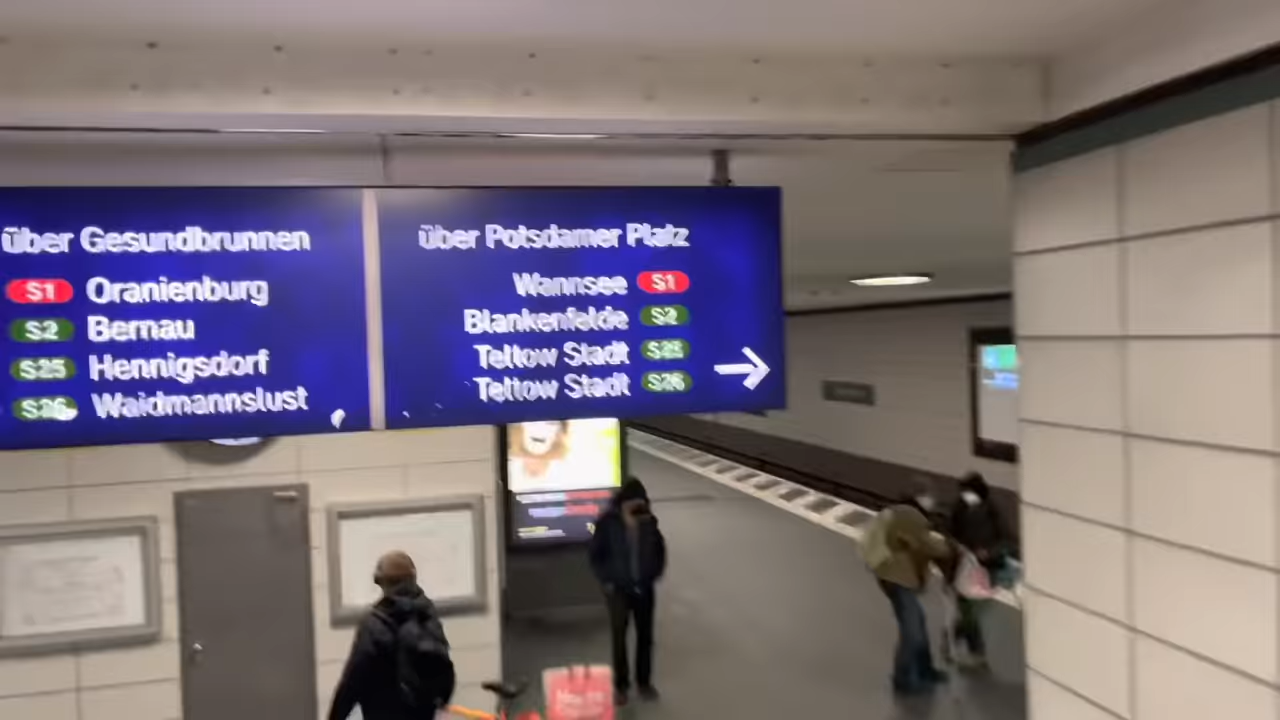 über Gesundbrunnen
S1 Oranienburg
S2 Bernau
S25 Hennigsdorf
S26 Waidmannslust
über Potsdamer Platz
Wannsee S1
Blankenfelde S2
Teltow Stadt S25
Teltow Stadt S26